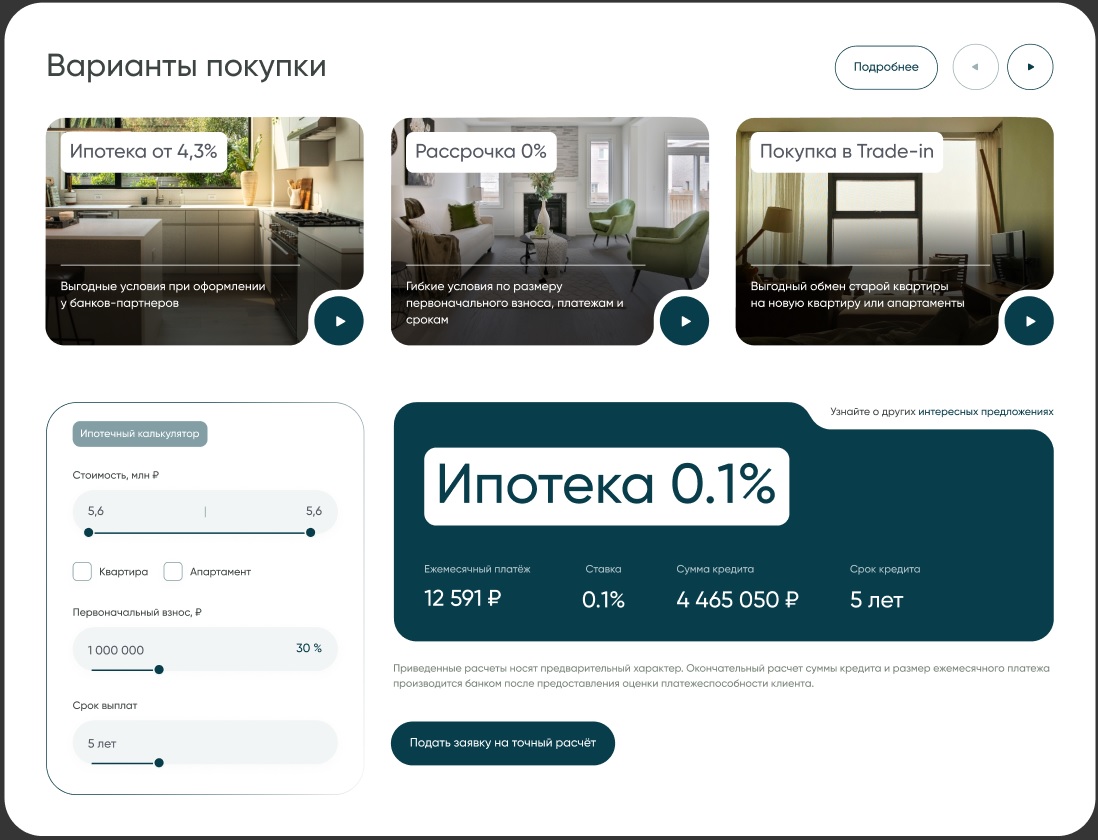 Варианты покупки
Подробнее
Ипотека от 4,3%
Выгодные условия при оформлении
у банков-партнеров
Рассрочка 0%
Гибкие условия по размеру
первоначального взноса, платежам и
срокам
Покупка в Trade-in
Выгодный обмен старой квартиры
на новую квартиру или апартаменты
Ипотечный калькулятор
Стоимость, млн ₽
5,6 | 5,6
Квартира Апартамент
Первоначальный взнос, ₽
1 000 000 30 %
Срок выплат
5 лет
Узнайте о других интересных предложениях
Ипотека 0.1%
Ежемесячный платёж Ставка Сумма кредита Срок кредита
12 591 ₽ 0.1% 4 465 050 ₽ 5 лет
Приведенные расчеты носят предварительный характер. Окончательный расчет суммы кредита и размер ежемесячного платежа
производится банком после предоставления оценки платежеспособности клиента.
Подать заявку на точный расчёт